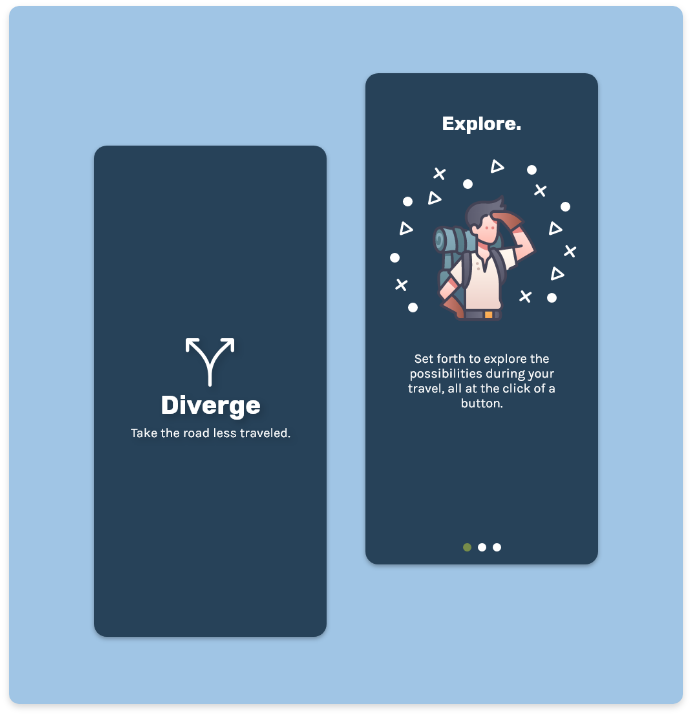 Diverge
Take the road less traveled.
Explore.
Set forth to explore the
possibilities during your
travel, all at the click of a
button.